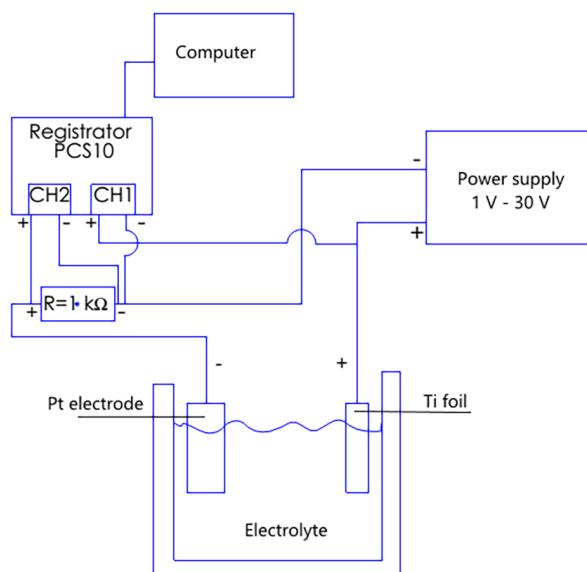 Computer
Registrator
PCS10
CH2 CH1
+ - + -
-
Power supply
1 V - 30 V
+
+ R=1• kΩ -
- +
Pt electrode
Ti foil
Electrolyte